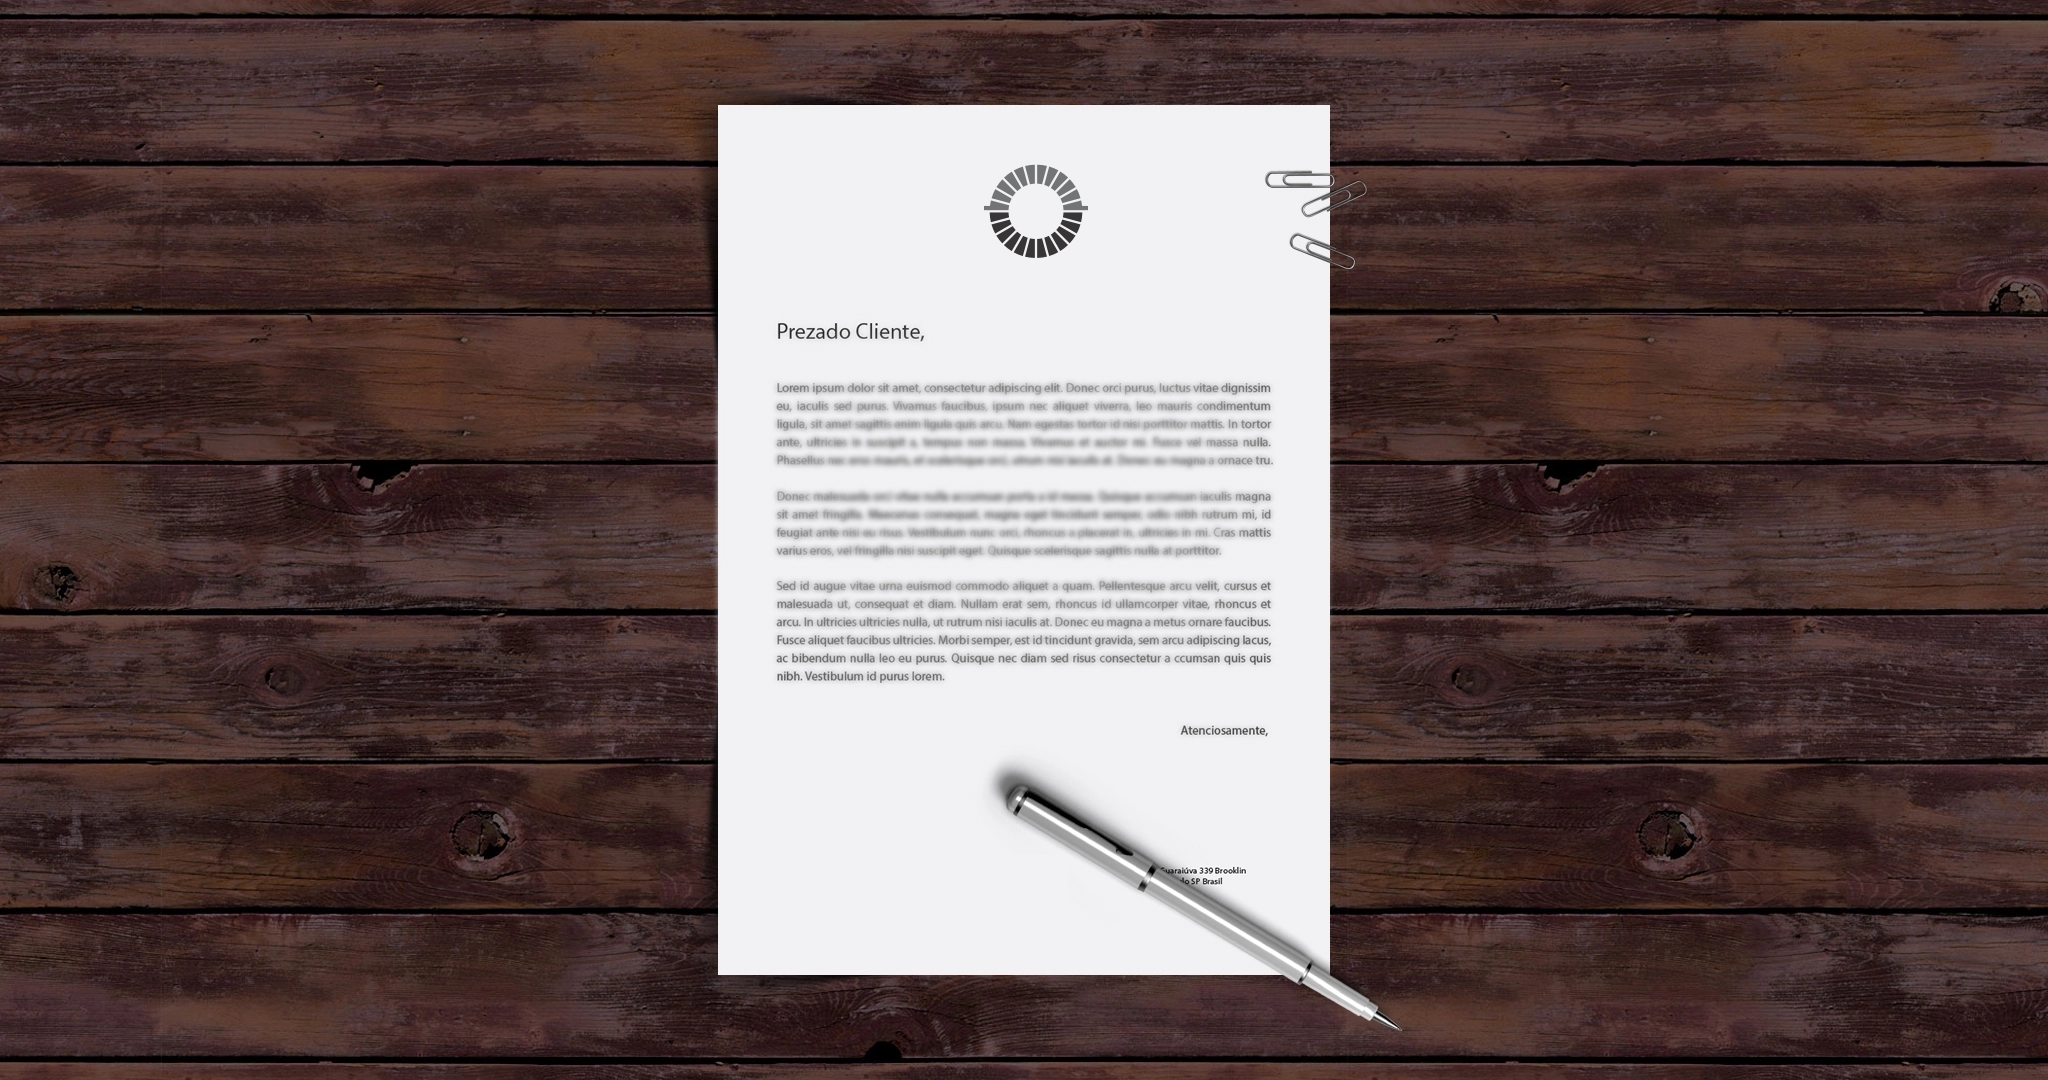 Prezado Cliente,
Lorem ipsum dolor sit amet, consectetur adipiscing elit. Donec orci purus, luctus vitae dignissim
eu, iaculis sed purus. Vivamus faucibus, ipsum nec aliquet viverra, leo mauris condimentum
ligula, sit amet sagittis enim ligula quis arcu. Nam egestas tortor id nisi porttitor mattis. In tortor
ante, ultricies in suscipit a, tempus non massa. Vivamus et auctor mi. Fusce vel massa nulla.
Phasellus nec eros mauris, et scelerisque orci, iaculis at. Donec eu magna a ornace tru.
Donec malesuada orci vitae nulla accumsan porta a id massa. Quisque accumsan iaculis magna
sit amet fringilla. Maecenas consequat, magna eget tincidunt semper, odio nibh rutrum mi, id
feugiat ante nisi eu risus. Vestibulum nunc orci, rhoncus a placerat in, ultricies in mi. Cras mattis
varius eros, vel fringilla nisi suscipit eget. Quisque scelerisque sagittis nulla at porttitor.
Sed id augue vitae urna euismod commodo aliquet a quam. Pellentesque arcu velit, cursus et
malesuada ut, consequat et diam. Nullam erat sem, rhoncus id ullamcorper vitae, rhoncus et
arcu. In ultricies ultricies nulla, ut rutrum nisi iaculis at. Donec eu magna a metus ornare faucibus.
Fusce aliquet faucibus ultricies. Morbi semper, est id tincidunt gravida, sem arcu adipiscing lacus,
ac bibendum nulla leo eu purus. Quisque nec diam sed risus consectetur a ccumsan quis quis
nibh. Vestibulum id purus lorem.
Atenciosamente,
Guaraiúva 339 Brooklin
SP Brasil